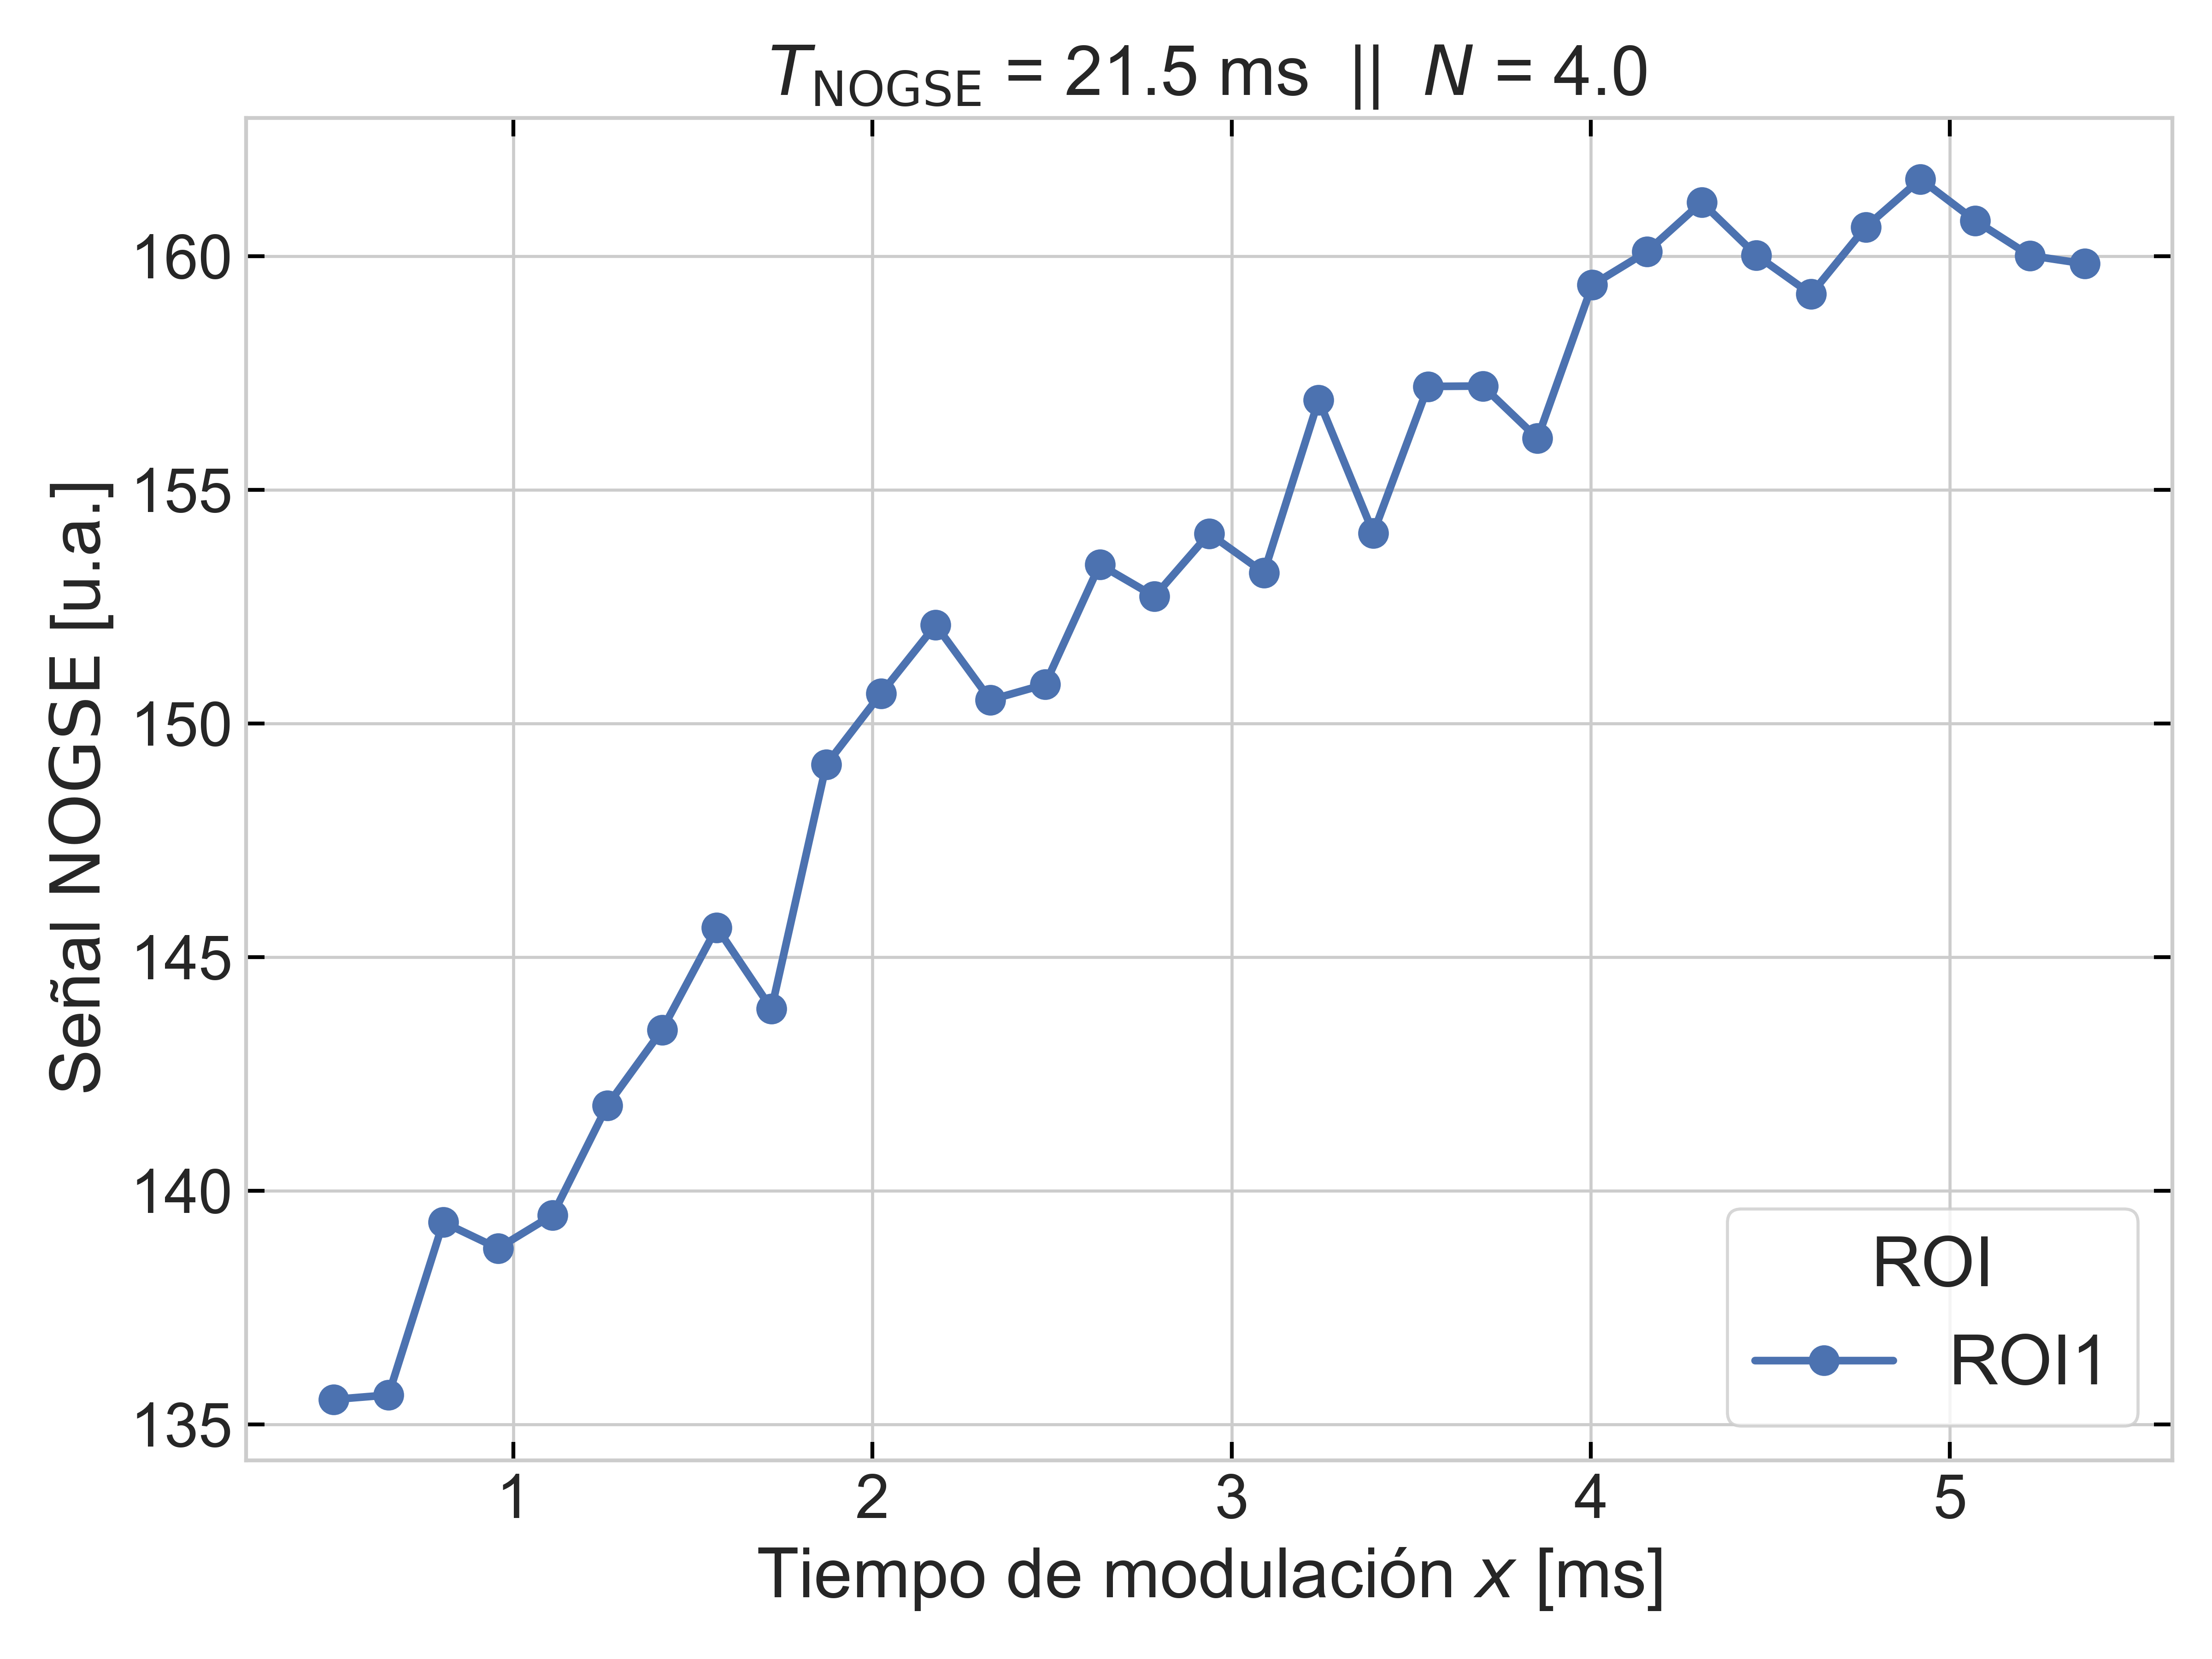 T_NOGSE = 21.5 ms || N = 4.0
Señal NOGSE [u.a.]
160
155
150
145
140
135
ROI
ROI1
1 2 3 4 5
Tiempo de modulación x [ms]